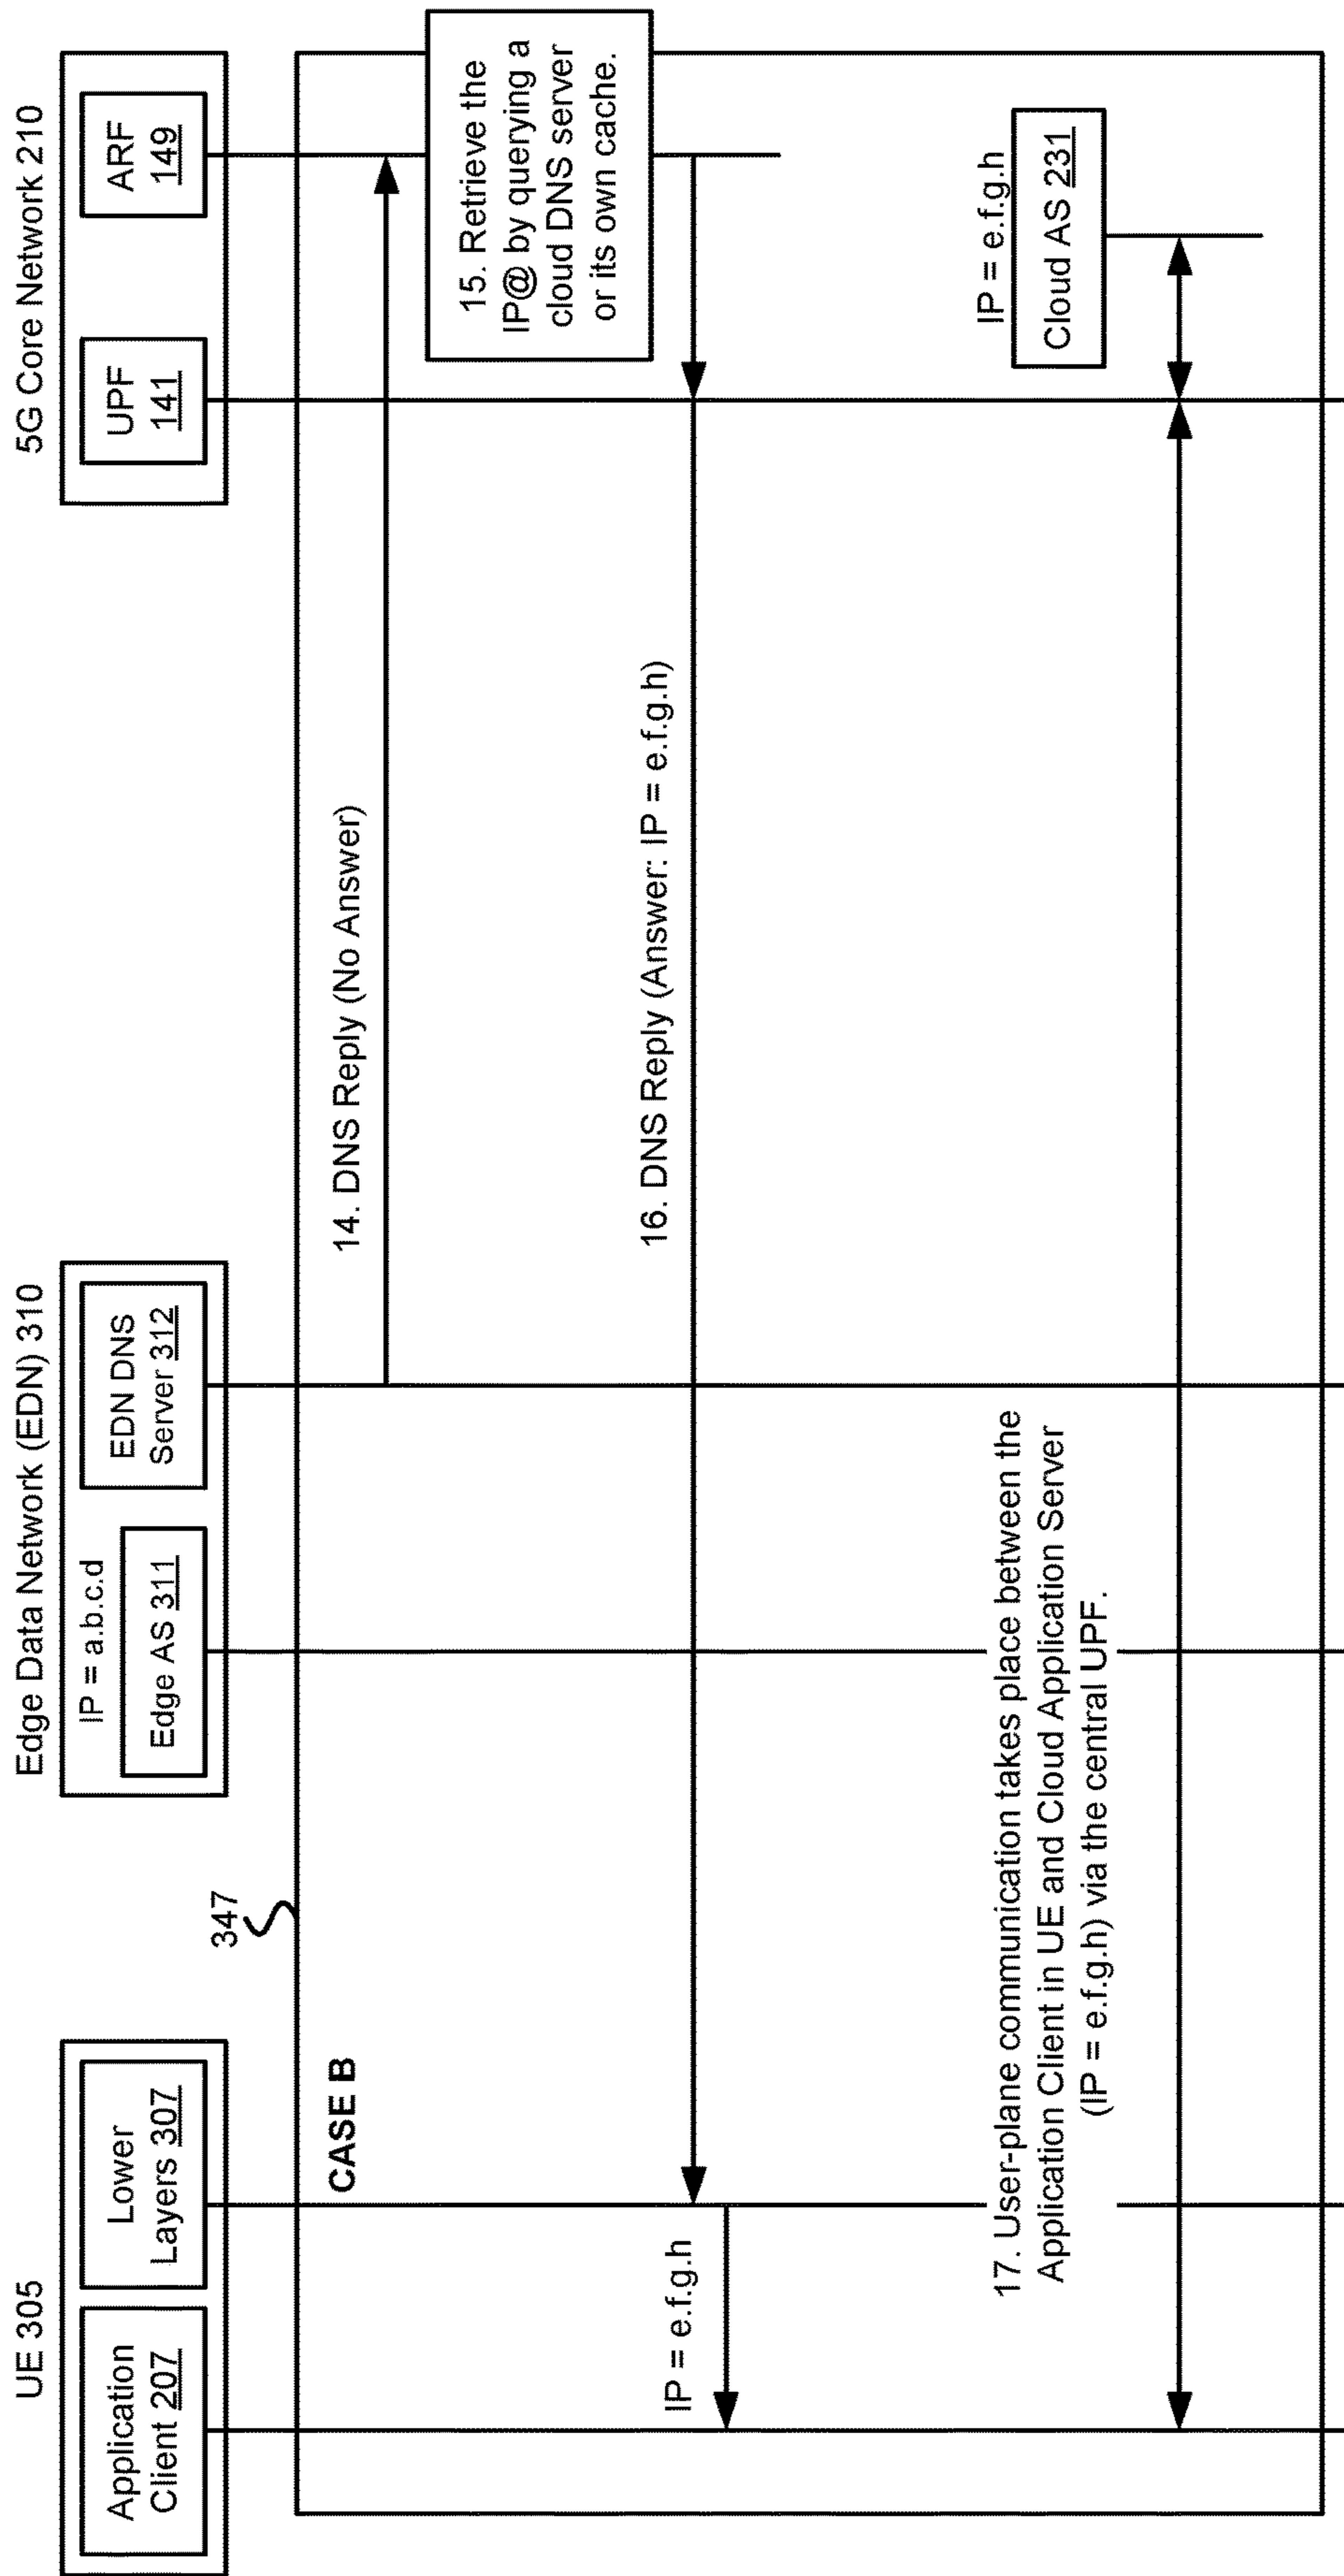 UE 305
Application
Client 207
Lower
Layers 307
Edge Data Network (EDN) 310
IP = a.b.c.d
Edge AS 311
EDN DNS
Server 312
5G Core Network 210
UPF
141
ARF
149
347
CASE B
14. DNS Reply (No Answer)
15. Retrieve the
IP@ by querying a
cloud DNS server
or its own cache.
16. DNS Reply (Answer: IP = e.f.g.h)
IP = e.f.g.h
IP = e.f.g.h
Cloud AS 231
17. User-plane communication takes place between the
Application Client in UE and Cloud Application Server
(IP = e.f.g.h) via the central UPF.